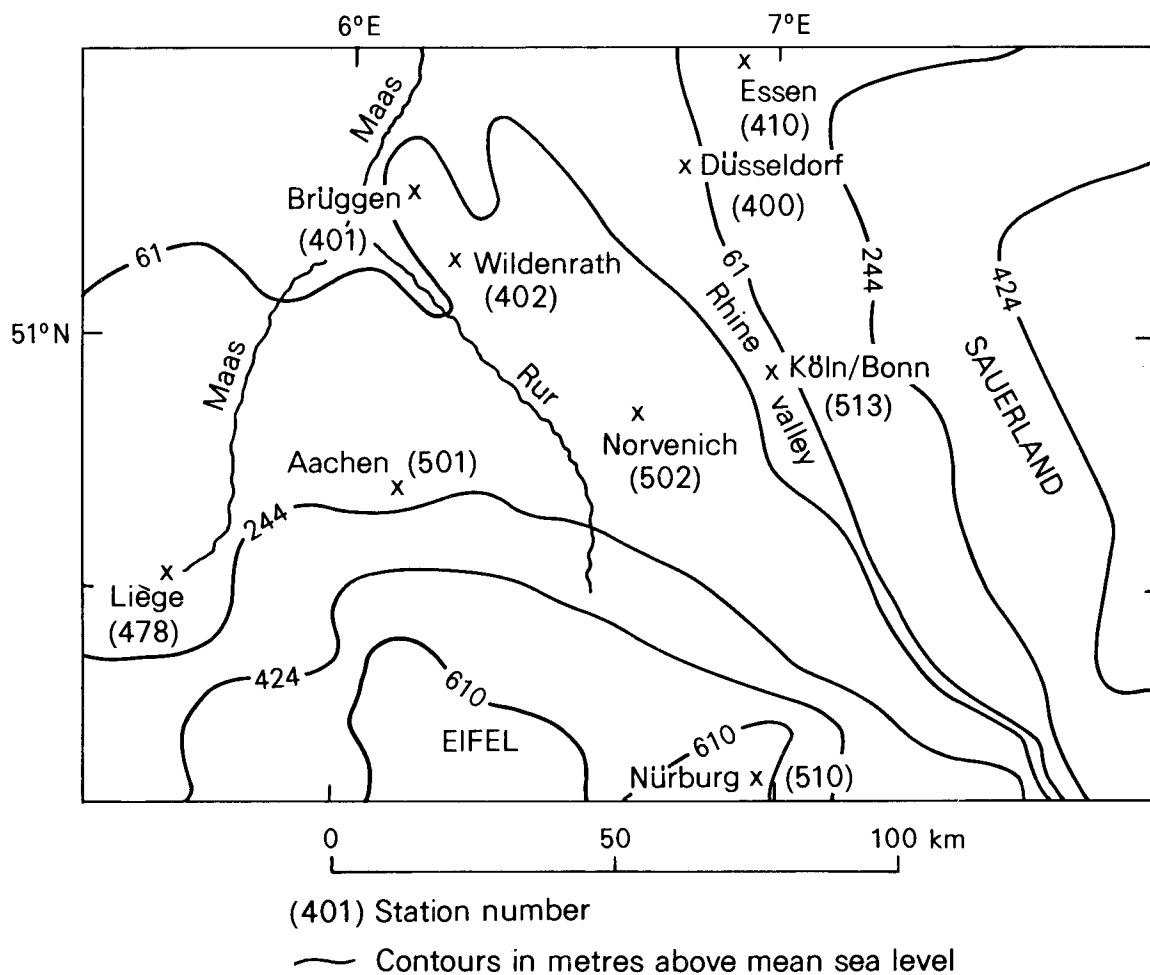 6°E
7°E
Maas
Essen
(410)
Brüggen
(401)
Düsseldorf
(400)
61
Wildenrath
(402)
61
244
424
51°N
Maas
Rur
Rhine
valley
Köln/Bonn
(513)
SAUERLAND
Norvenich
(502)
Aachen (501)
244
Liège
(478)
424
610
EIFEL
610
Nürburg
(510)
0
50
100 km
(401) Station number
Contours in metres above mean sea level